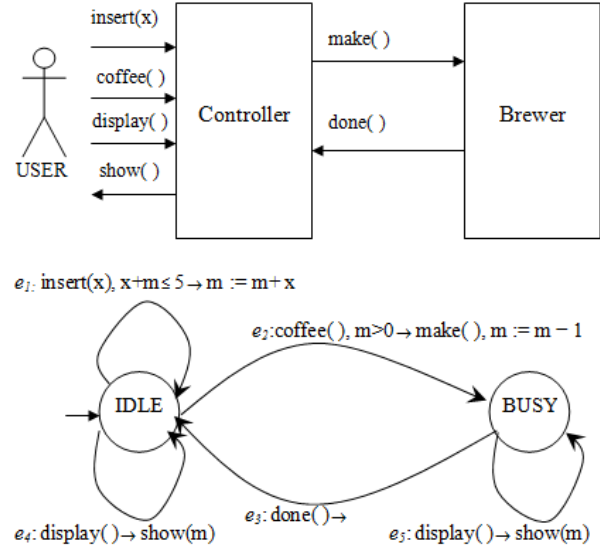 insert(x)
make( )
coffee( )
Controller
Brewer
display( )
done( )
show( )
USER
e1: insert(x), x+m≤ 5→ m := m+ x
e2:coffee( ), m>0→ make( ), m := m − 1
IDLE
BUSY
e3: done()→
e4: display()→ show(m)
e5: display()→ show(m)